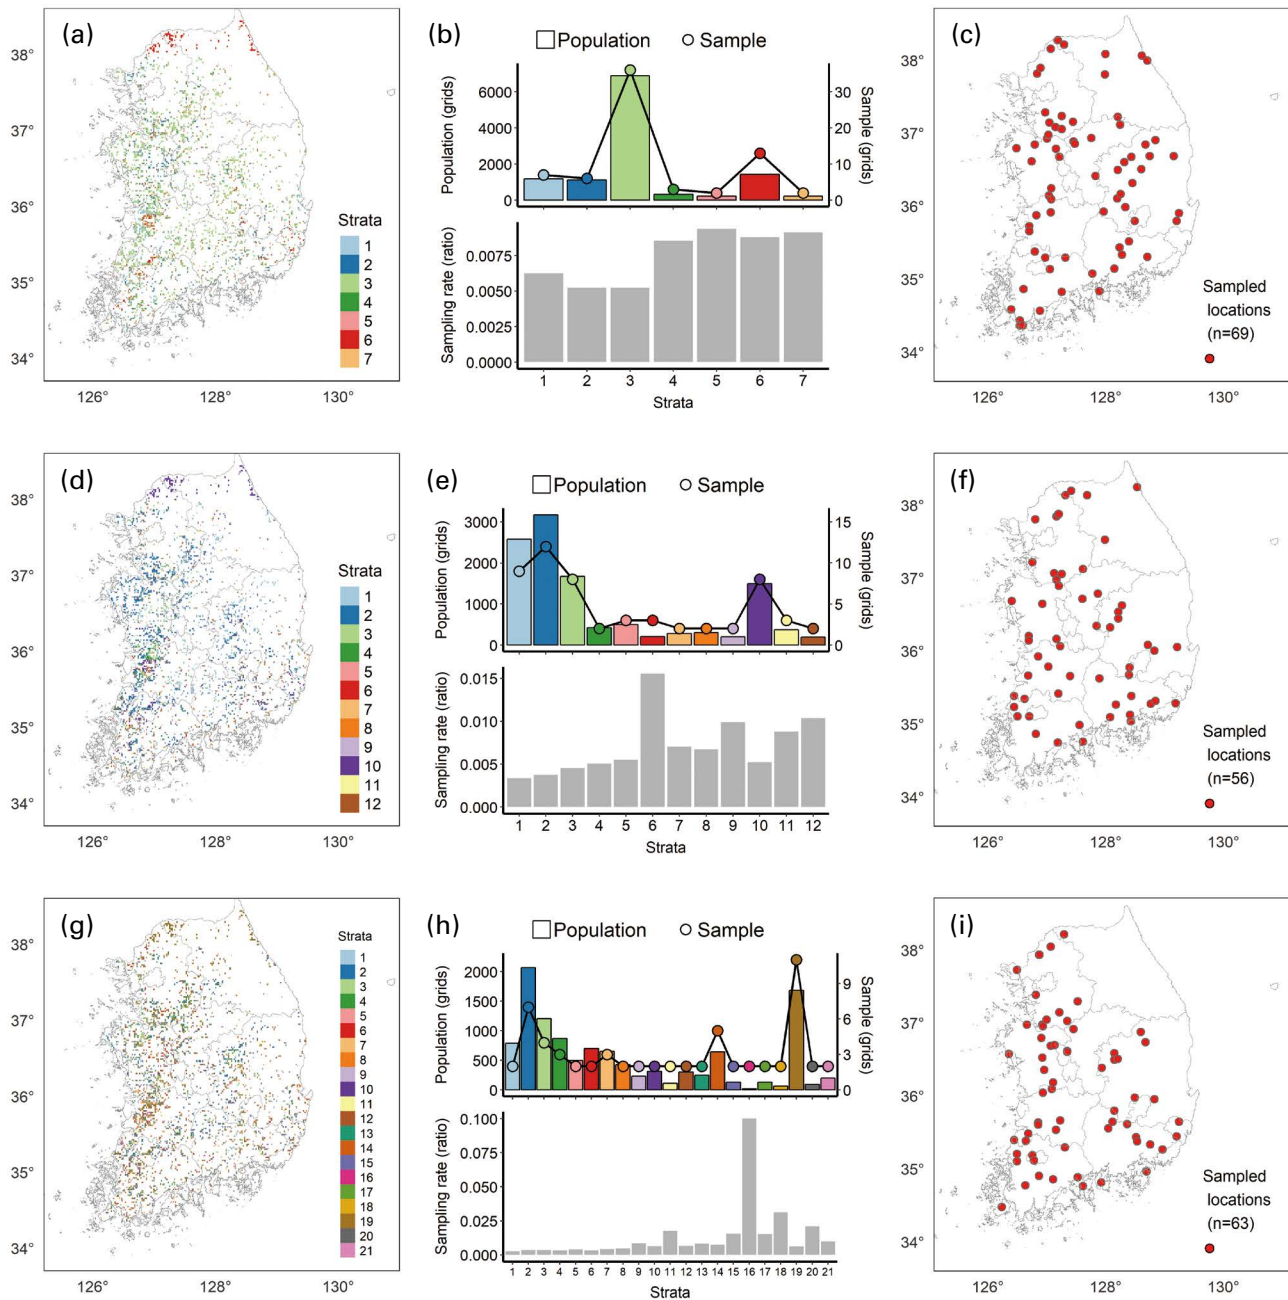 (a)
38°
37°
36°
35°
34°
126°
128°
130°
Strata
1
2
3
4
5
6
7
(b)
Population
Sample
Population (grids)
6000
4000
2000
0
Sample (grids)
30
20
10
0
1 2 3 4 5 6 7
Sampling rate (ratio)
0.0075
0.0050
0.0025
0.0000
1 2 3 4 5 6 7
Strata
(c)
38°
37°
36°
35°
34°
126°
128°
130°
Sampled
locations
(n=69)
(d)
38°
37°
36°
35°
34°
126°
128°
130°
Strata
1
2
3
4
5
6
7
8
9
10
11
12
(e)
Population
Sample
Population (grids)
3000
2000
1000
0
Sample (grids)
15
10
5
0
Sampling rate (ratio)
0.015
0.010
0.005
0.000
1 2 3 4 5 6 7 8 9 10 11 12
Strata
(f)
38°
37°
36°
35°
34°
126°
128°
130°
Sampled
locations
(n=56)
(g)
38°
37°
36°
35°
34°
126°
128°
130°
Strata
1
2
3
4
5
6
7
8
9
10
11
12
13
14
15
16
17
18
19
20
21
(h)
Population
Sample
Population (grids)
2000
1500
1000
500
0
Sample (grids)
9
6
3
0
Sampling rate (ratio)
0.100
0.075
0.050
0.025
0.000
1 2 3 4 5 6 7 8 9 10 11 12 13 14 15 16 17 18 19 20 21
Strata
(i)
38°
37°
36°
35°
34°
126°
128°
130°
Sampled
locations
(n=63)